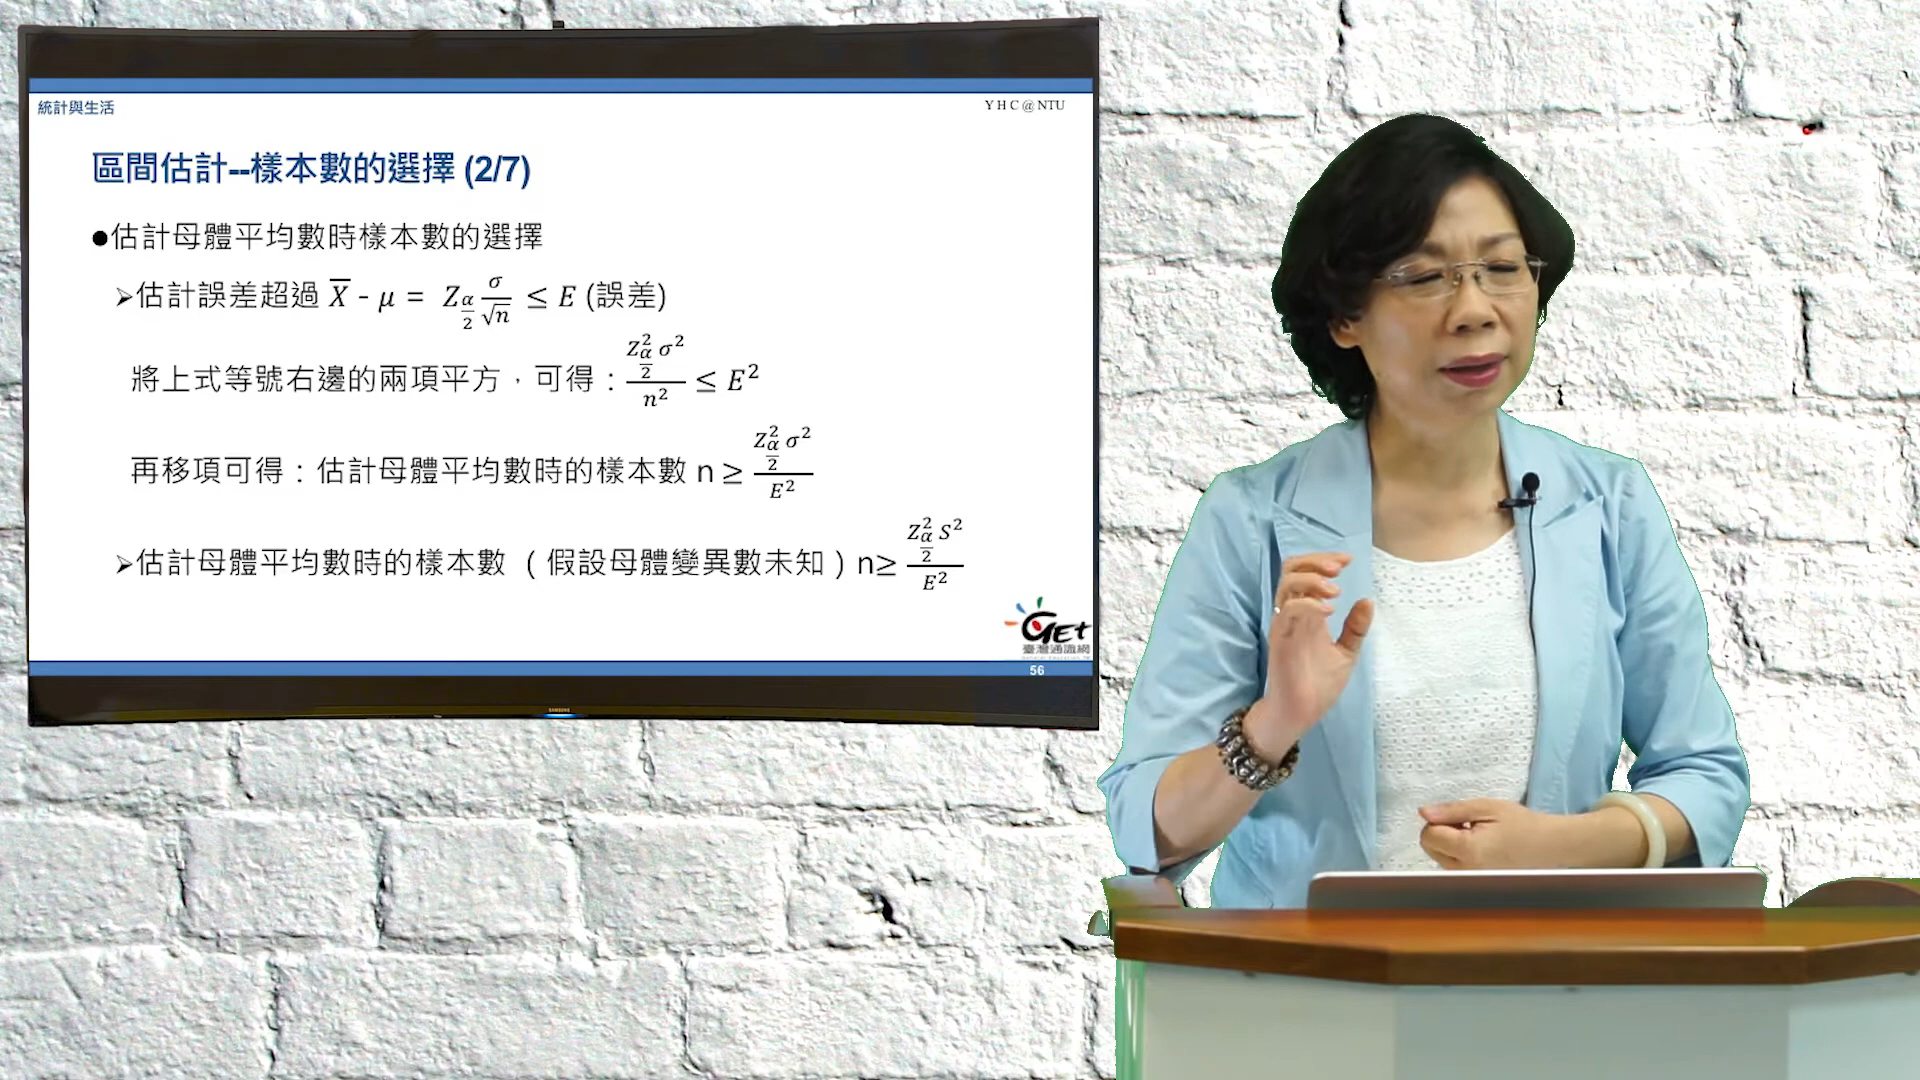 統計與生活
Y H C @ NTU
區間估計--樣本數的選擇 (2/7)
●估計母體平均數時樣本數的選擇
➢估計誤差超過 X̅ - μ = Z_{α/2} σ/√n ≤ E (誤差)
將上式等號右邊的兩項平方，可得：Z²_{α/2} σ² / n² ≤ E²
再移項可得：估計母體平均數時的樣本數 n ≥ Z²_{α/2} σ² / E²
➢估計母體平均數時的樣本數 （假設母體變異數未知）n≥ Z²_{α/2} S² / E²
GEt
臺灣通識網
56
SAMSUNG